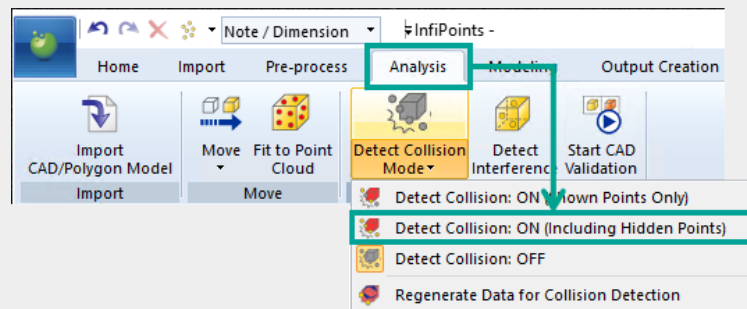 Note / Dimension
InfiPoints -
Home Import Pre-process Analysis Modeling Output Creation
Import CAD/Polygon Model
Move
Fit to Point Cloud
Detect Collision Mode
Detect Interference
Start CAD Validation
Import
Move
Detect Collision: ON (Shown Points Only)
Detect Collision: ON (Including Hidden Points)
Detect Collision: OFF
Regenerate Data for Collision Detection